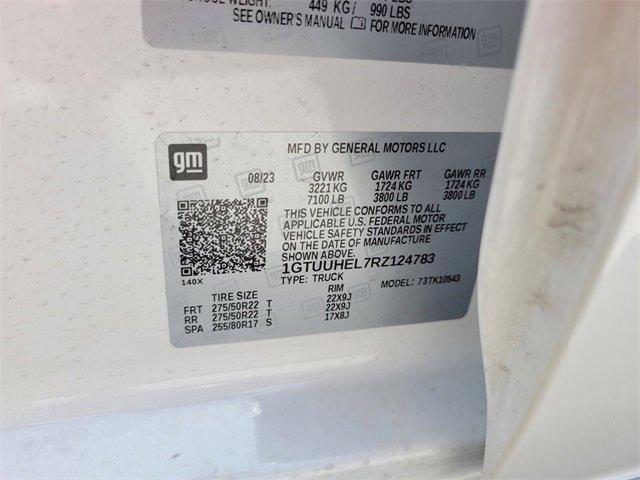 WEIGHT: 449 KG/ 990 LBS
SEE OWNER'S MANUAL FOR MORE INFORMATION
gm
MFD BY GENERAL MOTORS LLC
08/23 GVWR GAWR FRT GAWR RR
3221 KG 1724 KG 1724 KG
7100 LB 3800 LB 3800 LB
THIS VEHICLE CONFORMS TO ALL
APPLICABLE U.S. FEDERAL MOTOR
VEHICLE SAFETY STANDARDS IN EFFECT
ON THE DATE OF MANUFACTURE SHOWN ABOVE.
1GTUUHEL7RZ124783
140X TYPE: TRUCK MODEL: 73TK10543
TIRE SIZE RIM
FRT 275/50R22 T 22X9J
RR 275/50R22 T 22X9J
SPA 255/80R17 S 17X8J